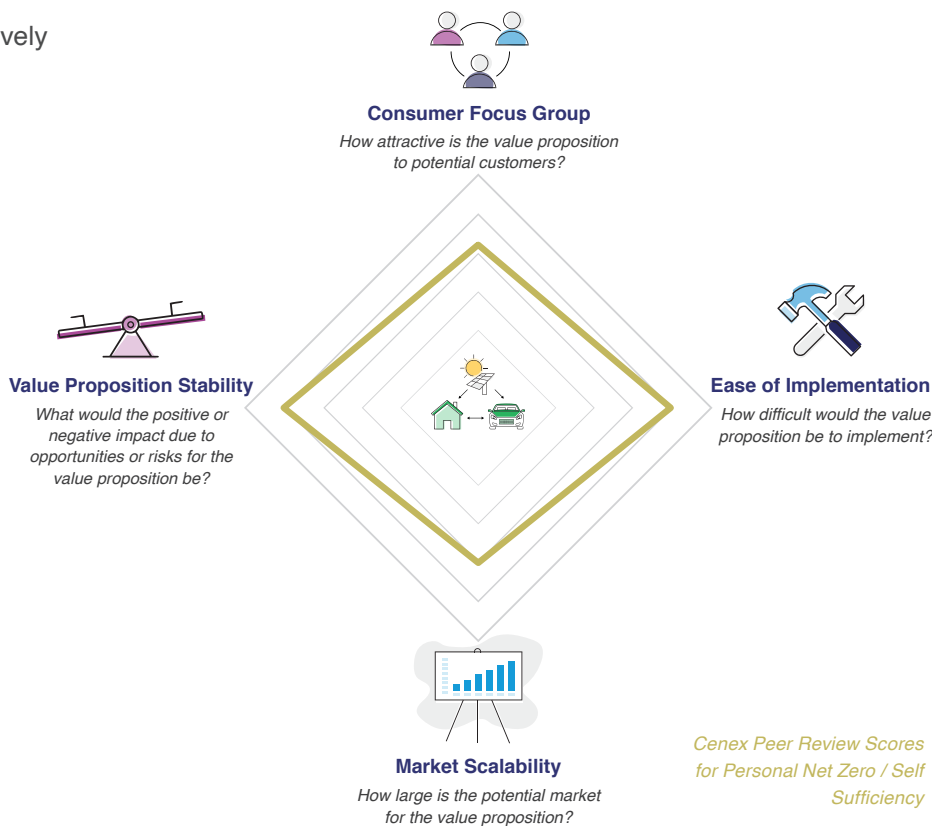 vely
Consumer Focus Group
How attractive is the value proposition
to potential customers?
Value Proposition Stability
What would the positive or
negative impact due to
opportunities or risks for the
value proposition be?
Ease of Implementation
How difficult would the value
proposition be to implement?
Market Scalability
How large is the potential market
for the value proposition?
Cenex Peer Review Scores
for Personal Net Zero / Self
Sufficiency